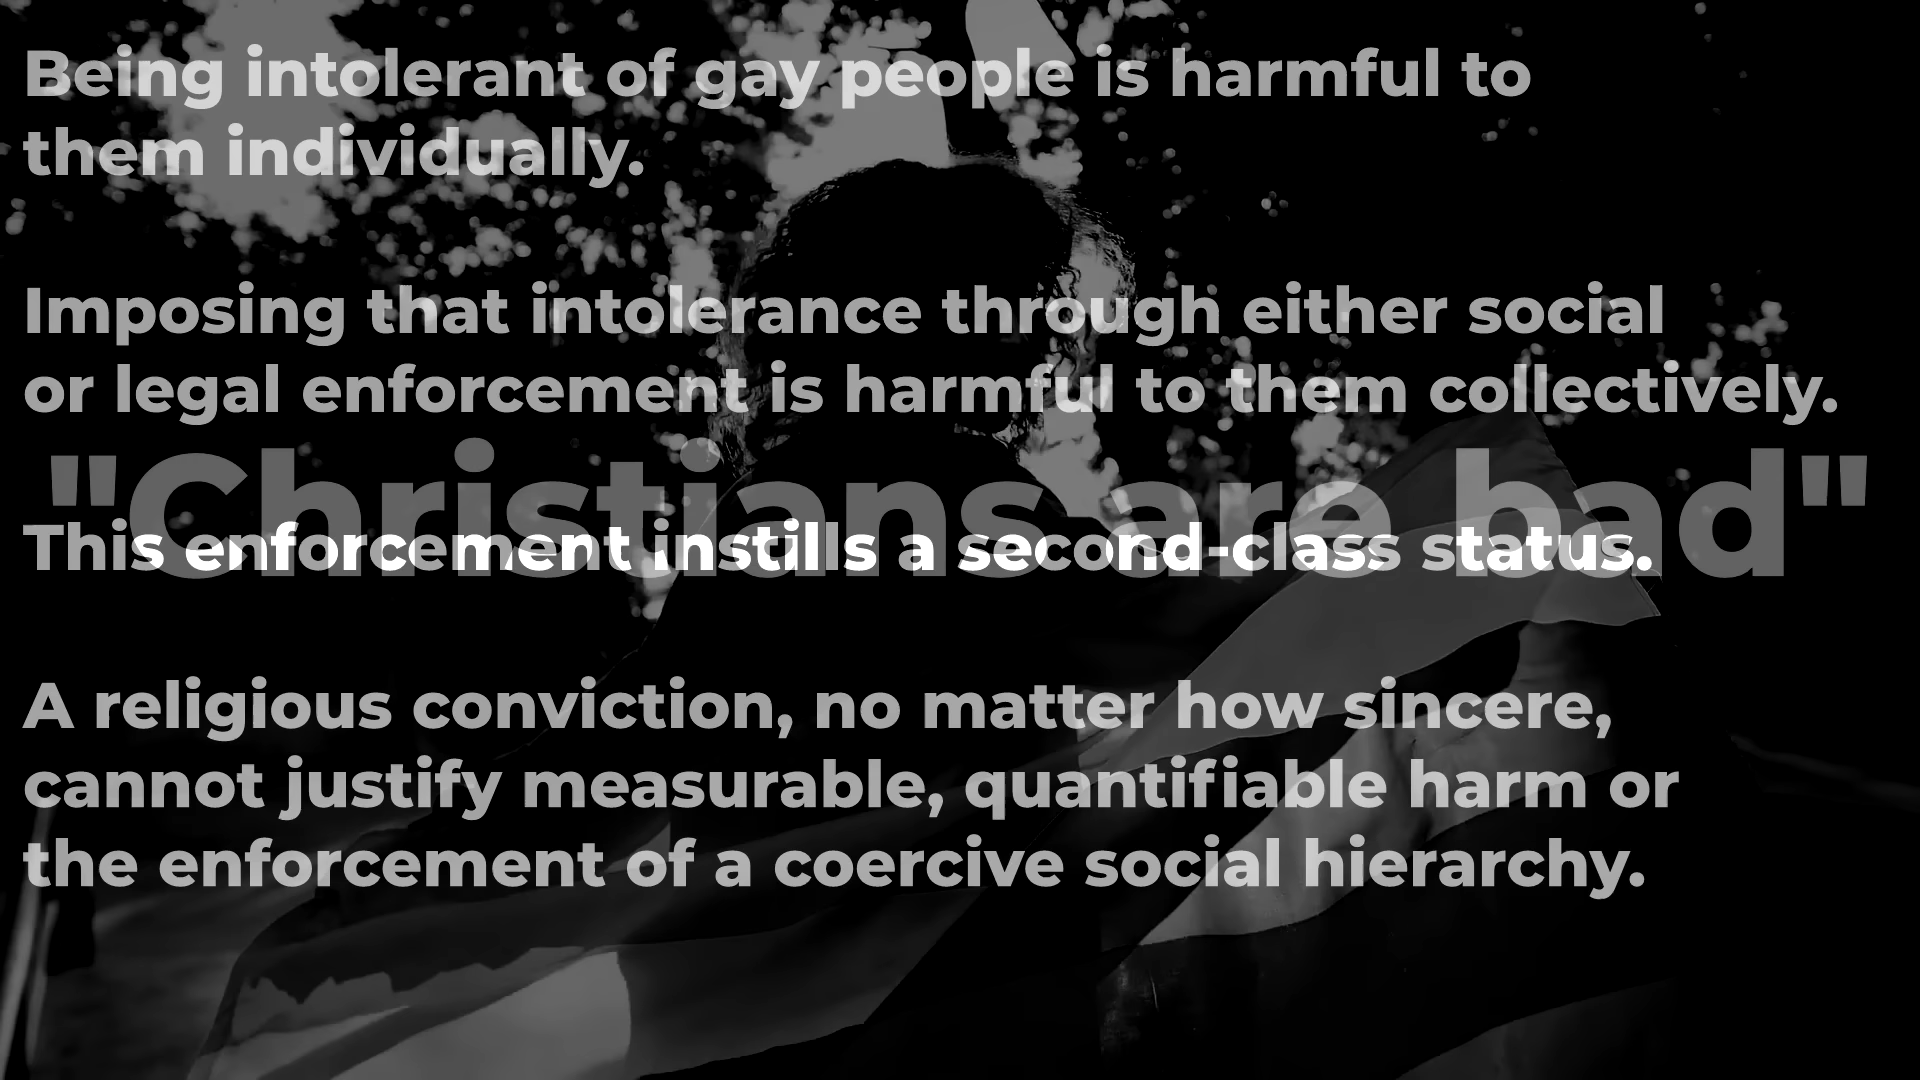 Being intolerant of gay people is harmful to
them individually.
Imposing that intolerance through either social
or legal enforcement is harmful to them collectively.
"Christians are bad"
This enforcement instills a second-class status.
A religious conviction, no matter how sincere,
cannot justify measurable, quantifiable harm or
the enforcement of a coercive social hierarchy.